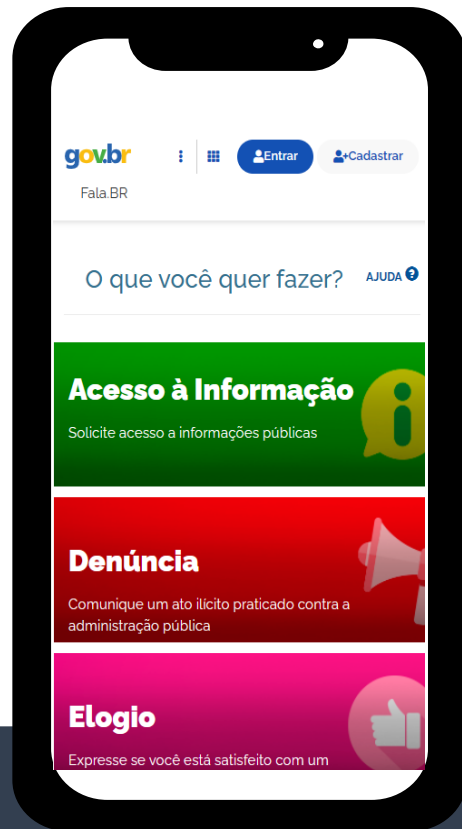 gov.br
Entrar
Cadastrar
Fala.BR
O que você quer fazer?
AJUDA
Acesso à Informação
Solicite acesso a informações públicas
Denúncia
Comunique um ato ilícito praticado contra a
administração pública
Elogio
Expresse se você está satisfeito com um